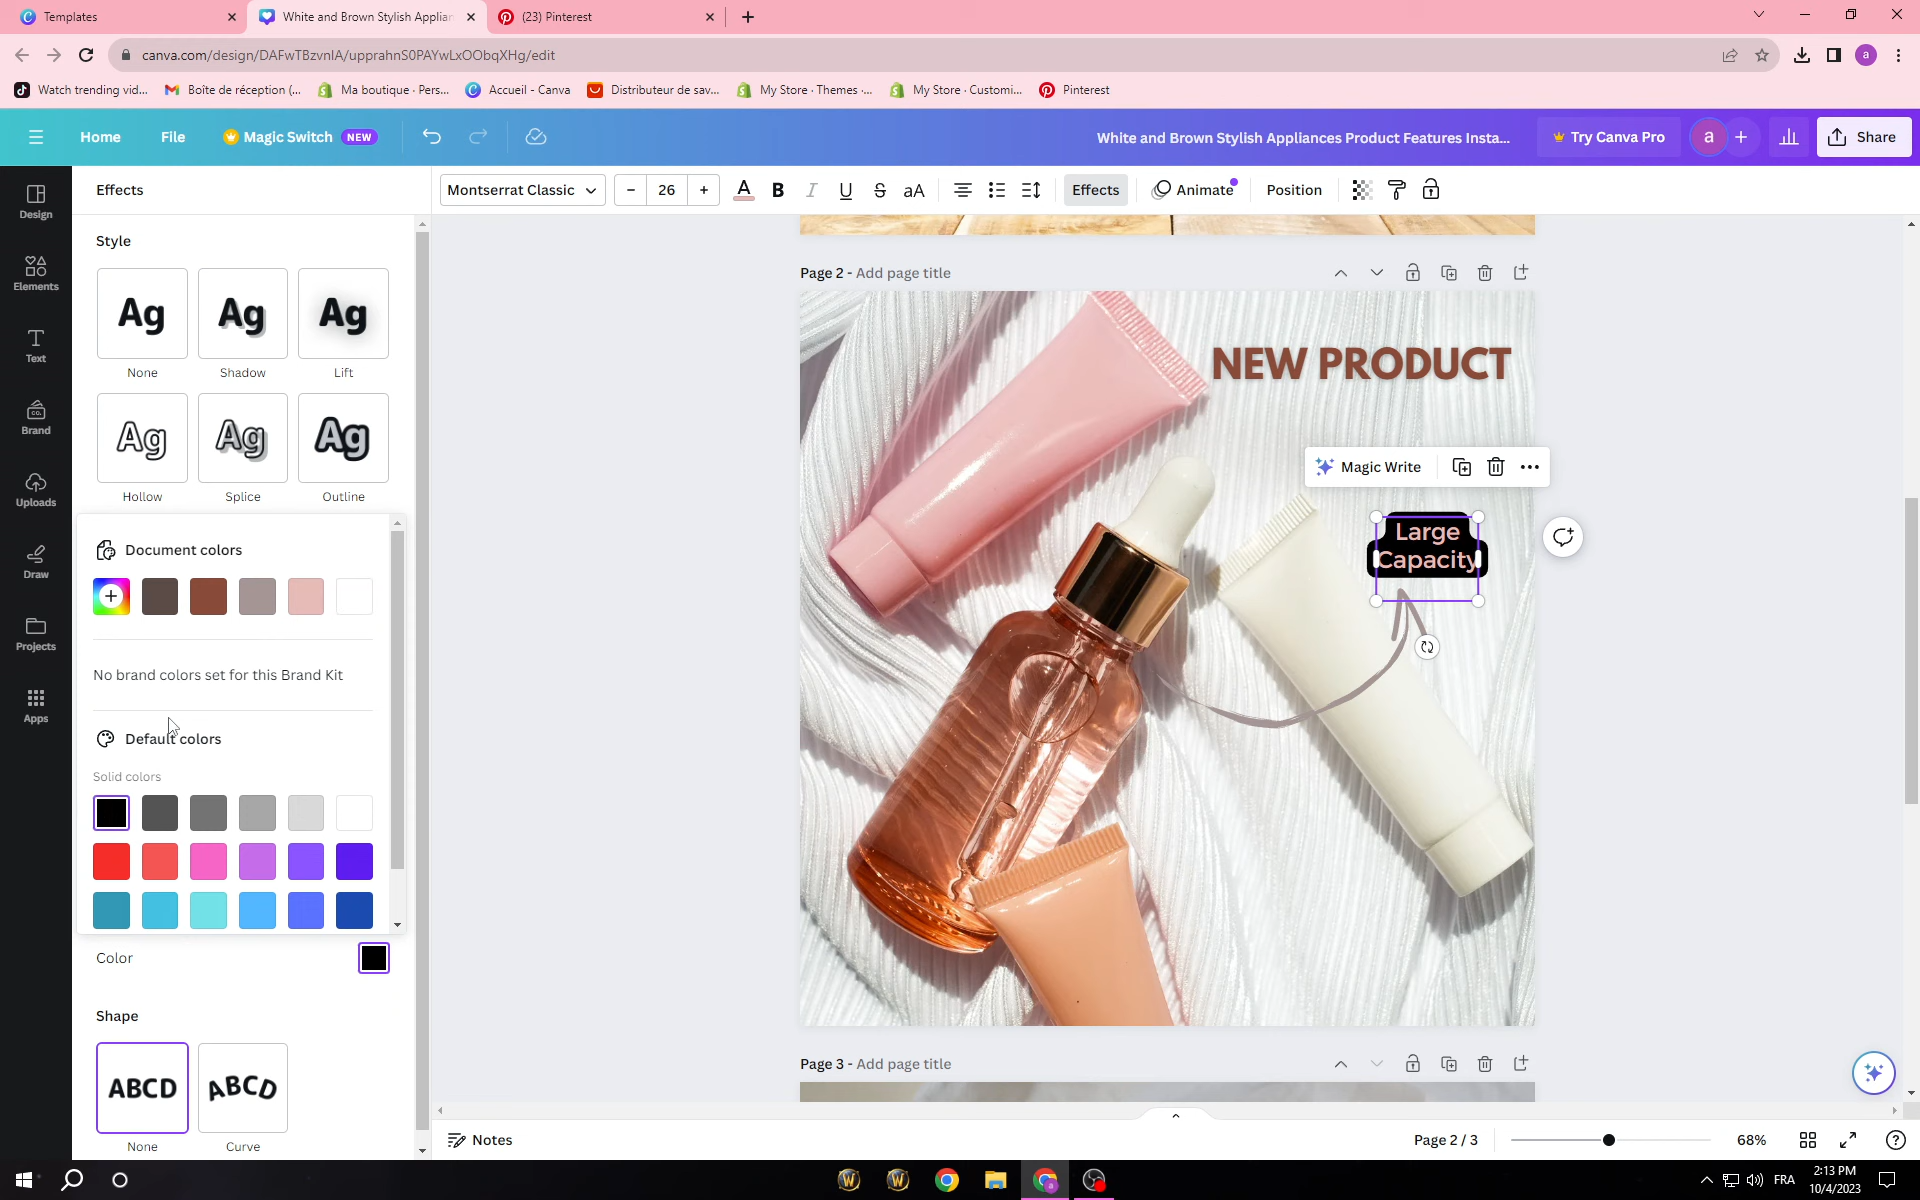 Templates
White and Brown Stylish Applian
(23) Pinterest
canva.com/design/DAFwTBzvnIA/upprahnS0PAYwLxOObqXHg/edit
a
Watch trending vid...
Boîte de réception (...
Ma boutique · Pers...
Accueil - Canva
Distributeur de sav...
My Store · Themes ·...
My Store · Customi...
Pinterest
Home
File
Magic Switch
NEW
White and Brown Stylish Appliances Product Features Insta...
Try Canva Pro
a
Share
Effects
Montserrat Classic
- 26 +
A
B
I
U
S
aA
Effects
Animate
Position
Design
Elements
Text
Brand
Uploads
Draw
Projects
Apps
Style
Ag
Ag
Ag
None
Shadow
Lift
Ag
Ag
Ag
Hollow
Splice
Outline
Document colors
No brand colors set for this Brand Kit
Default colors
Solid colors
Color
Shape
ABCD
ABCD
None
Curve
Page 2 - Add page title
NEW PRODUCT
Magic Write
Large
Capacity
Page 3 - Add page title
Notes
Page 2 / 3
68%
FRA
2:13 PM
10/4/2023